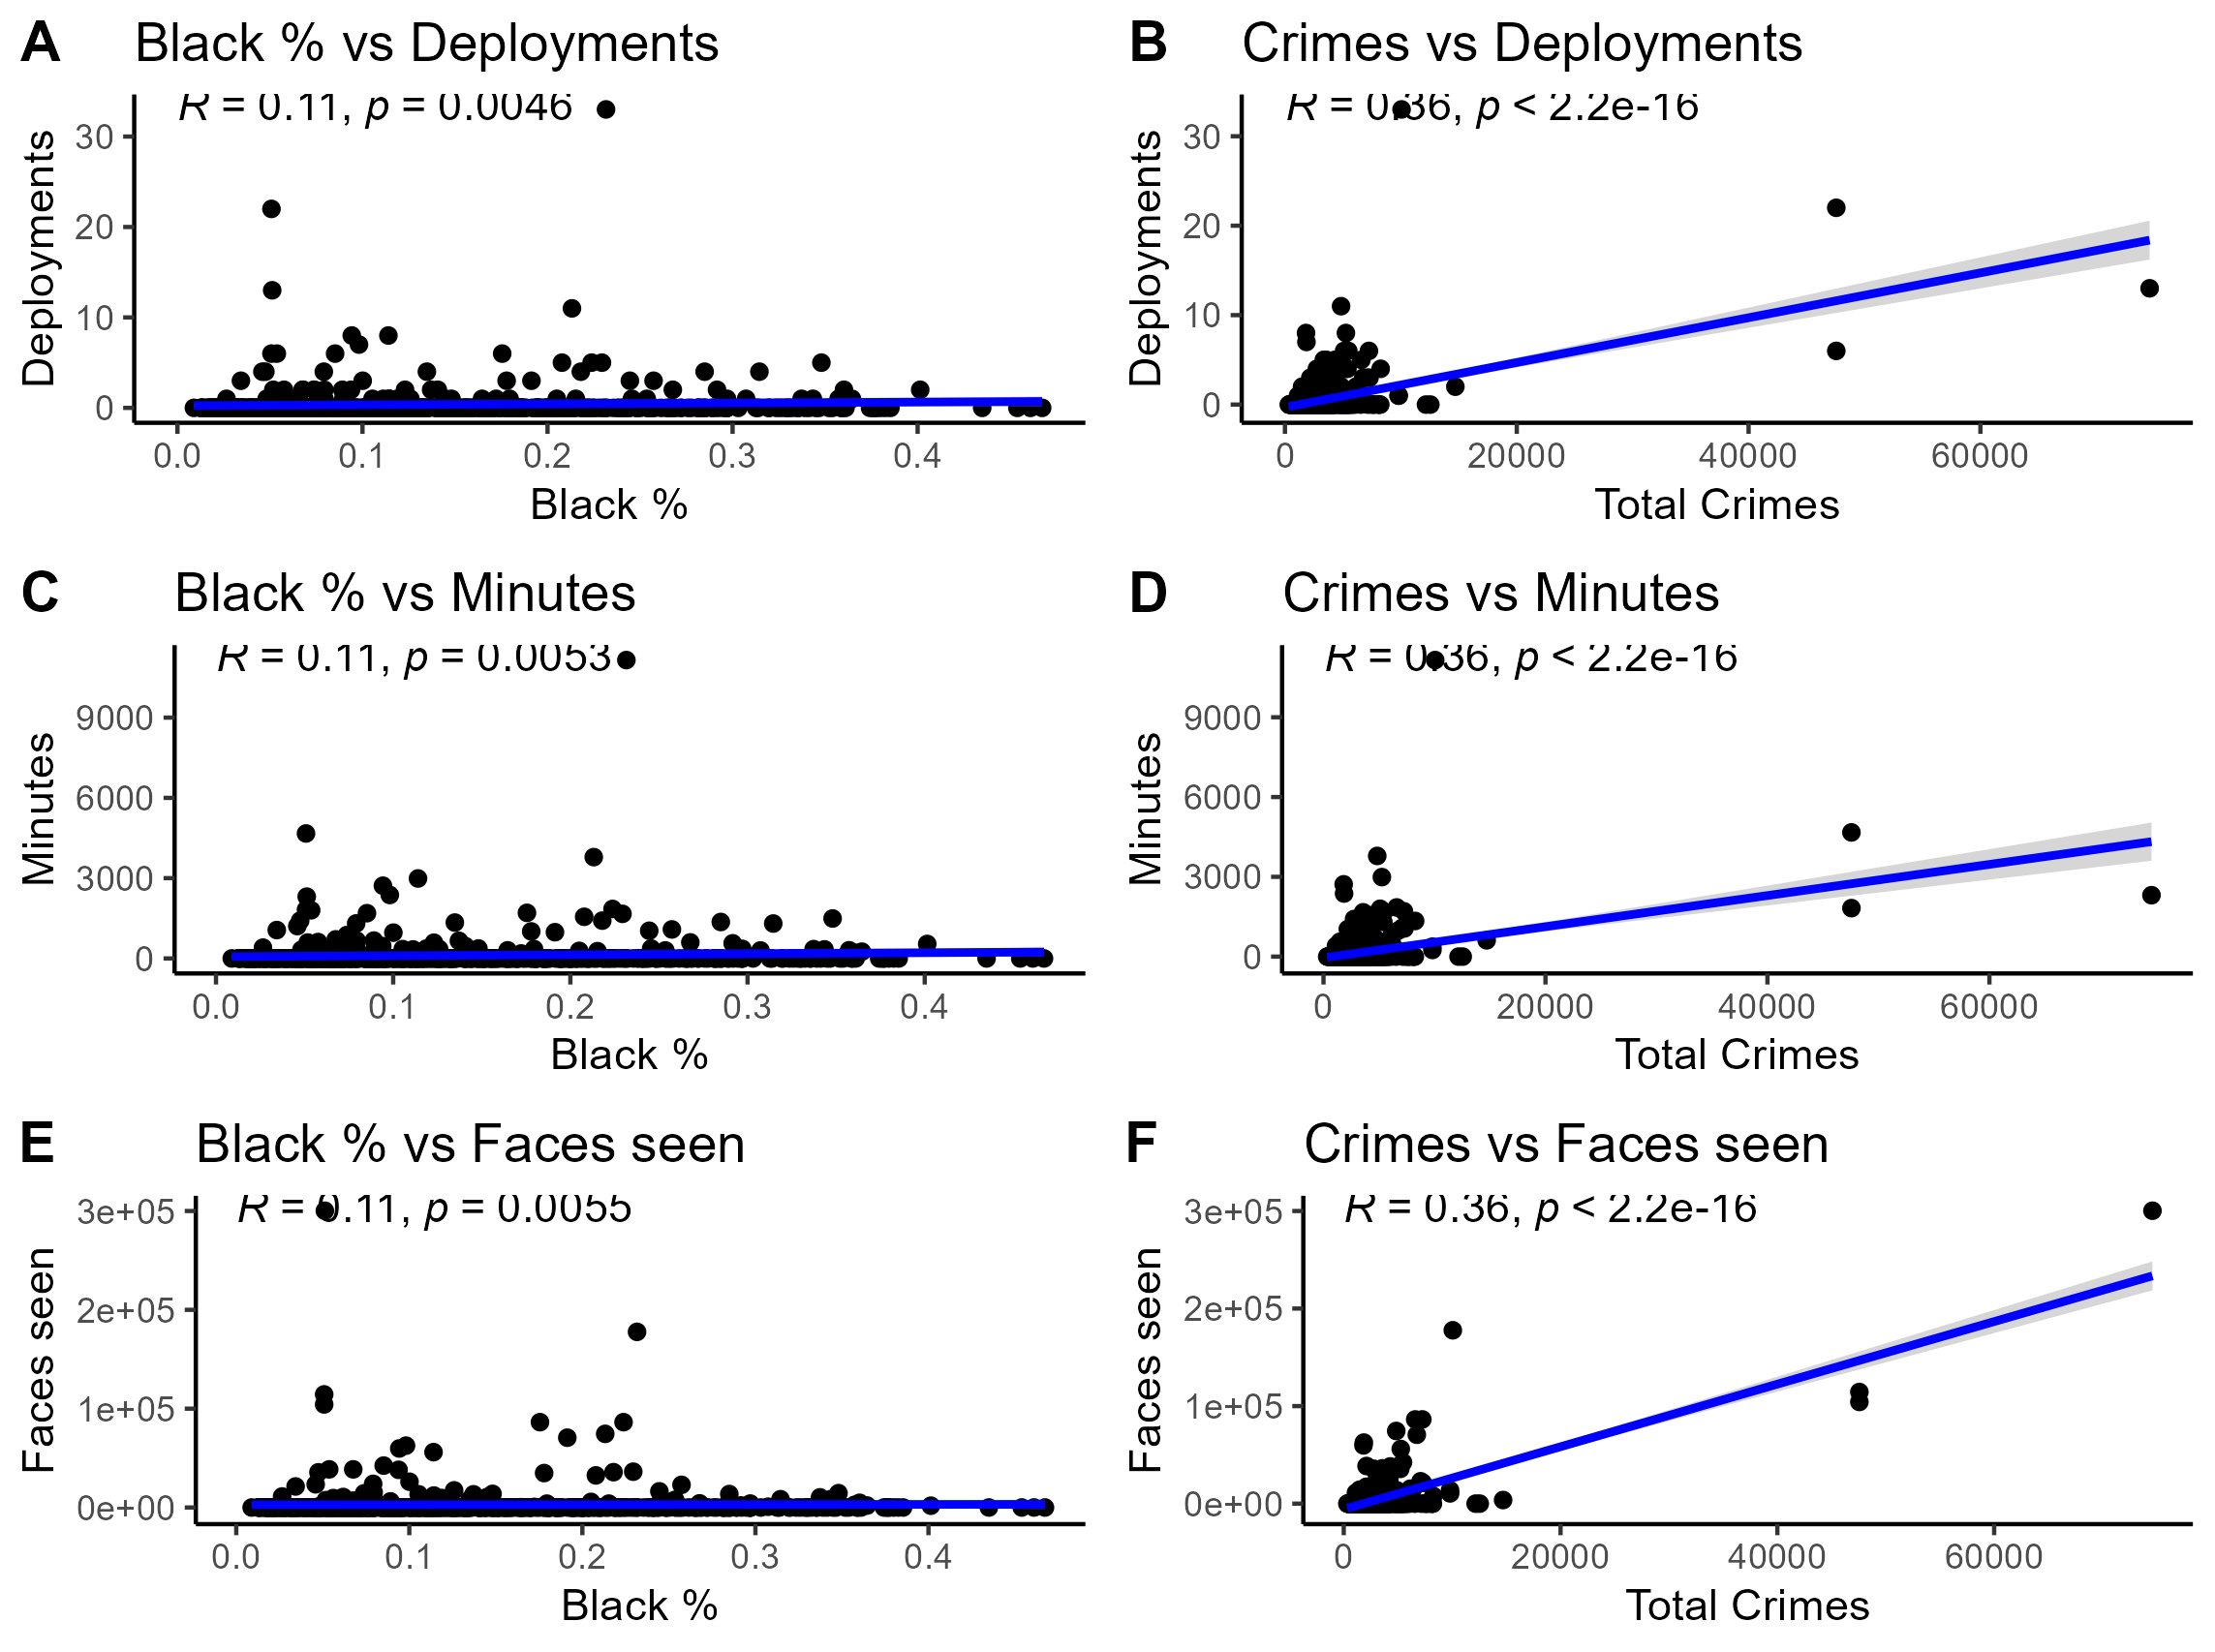 A Black % vs Deployments
R = 0.11, p = 0.0046
30
20
10
0
Deployments
0.0 0.1 0.2 0.3 0.4
Black %
B Crimes vs Deployments
R = 0.36, p < 2.2e-16
30
20
10
0
Deployments
0 20000 40000 60000
Total Crimes
C Black % vs Minutes
R = 0.11, p = 0.0053
9000
6000
3000
0
Minutes
0.0 0.1 0.2 0.3 0.4
Black %
D Crimes vs Minutes
R = 0.36, p < 2.2e-16
9000
6000
3000
0
Minutes
0 20000 40000 60000
Total Crimes
E Black % vs Faces seen
R = 0.11, p = 0.0055
3e+05
2e+05
1e+05
0e+00
Faces seen
0.0 0.1 0.2 0.3 0.4
Black %
F Crimes vs Faces seen
R = 0.36, p < 2.2e-16
3e+05
2e+05
1e+05
0e+00
Faces seen
0 20000 40000 60000
Total Crimes